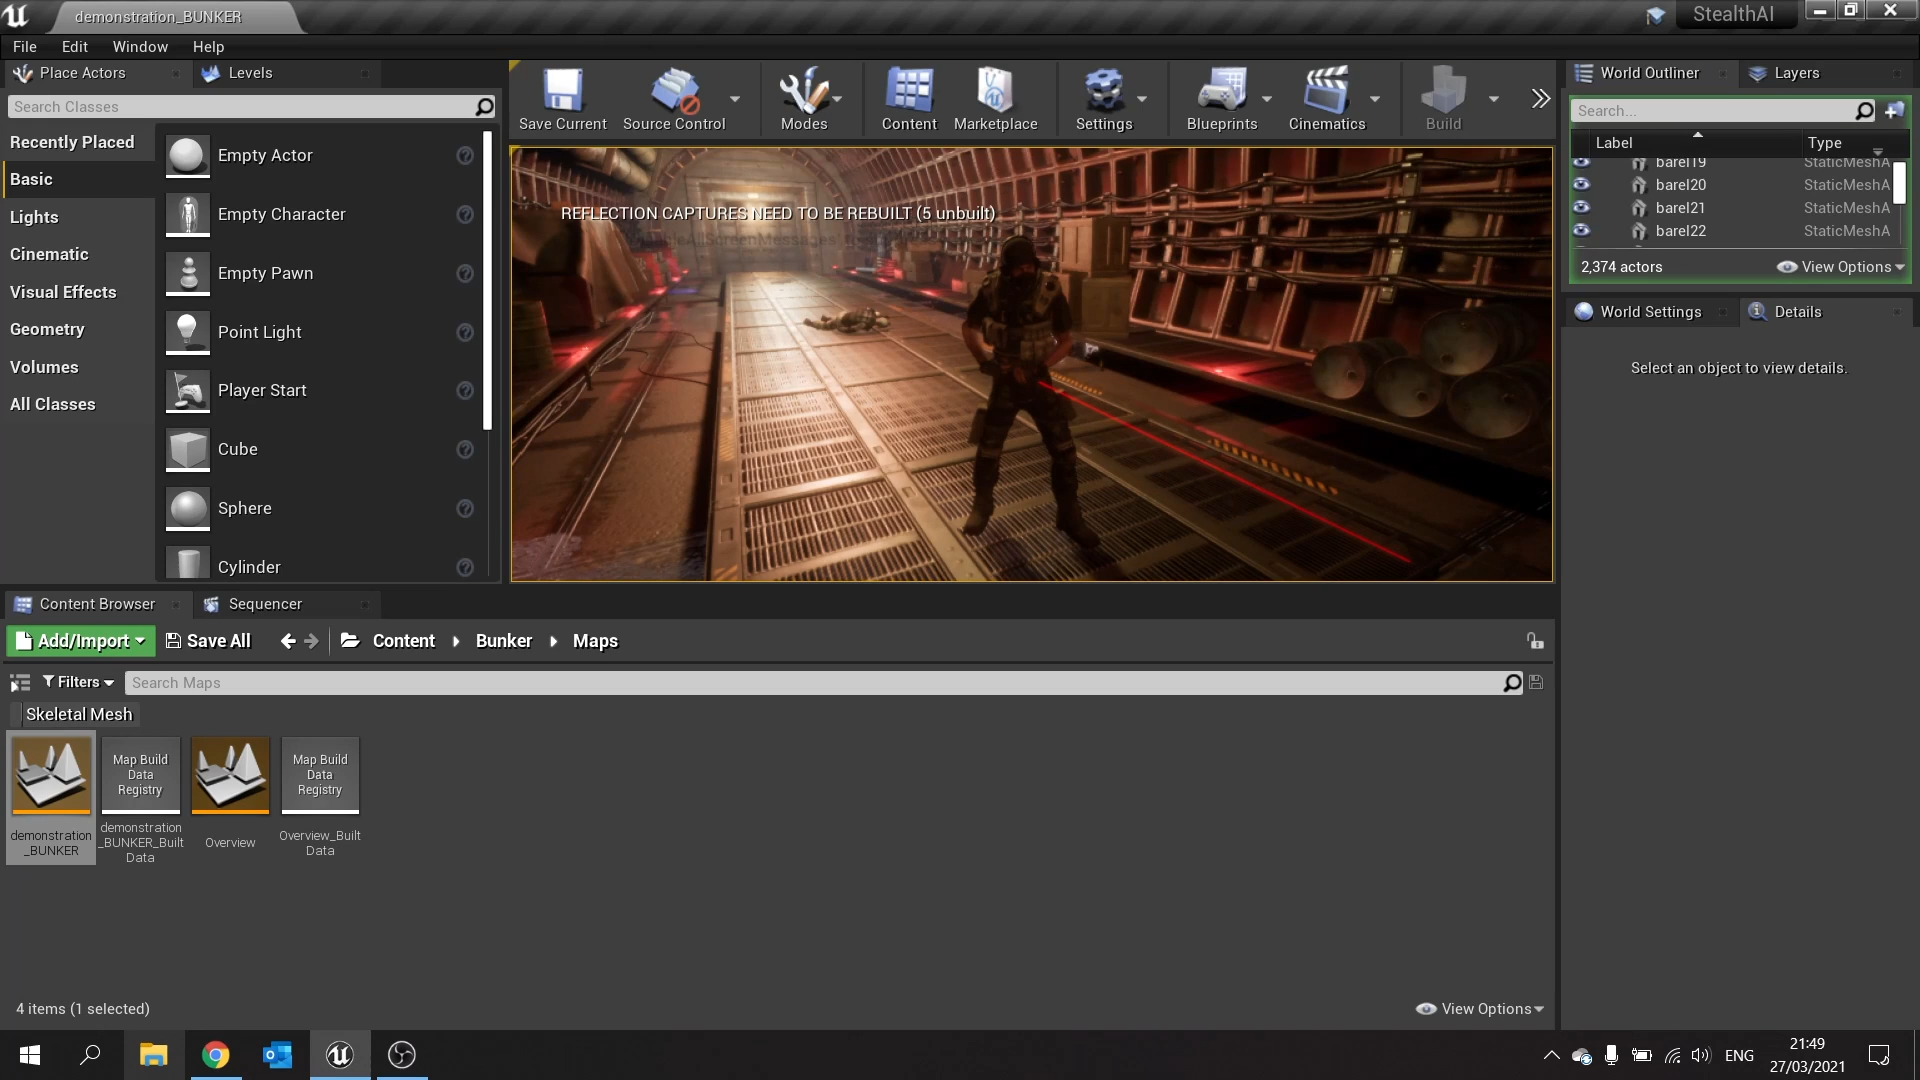 demonstration_BUNKER
StealthAI
File Edit Window Help
Place Actors
Levels
Search Classes
Recently Placed
Basic
Lights
Cinematic
Visual Effects
Geometry
Volumes
All Classes
Empty Actor
Empty Character
Empty Pawn
Point Light
Player Start
Cube
Sphere
Cylinder
Save Current
Source Control
Modes
Content
Marketplace
Settings
Blueprints
Cinematics
Build
REFLECTION CAPTURES NEED TO BE REBUILT (5 unbuilt)
World Outliner
Layers
Search...
Label Type
barel19 StaticMeshA
barel20 StaticMeshA
barel21 StaticMeshA
barel22 StaticMeshA
2,374 actors
View Options
World Settings
Details
Select an object to view details.
Content Browser
Sequencer
Add/Import
Save All
Content
Bunker
Maps
Filters
Search Maps
Skeletal Mesh
Map Build
Data
Registry
Map Build
Data
Registry
demonstration
_BUNKER
demonstration
_BUNKER_Built
Data
Overview
Overview_Built
Data
4 items (1 selected)
View Options
ENG
21:49
27/03/2021